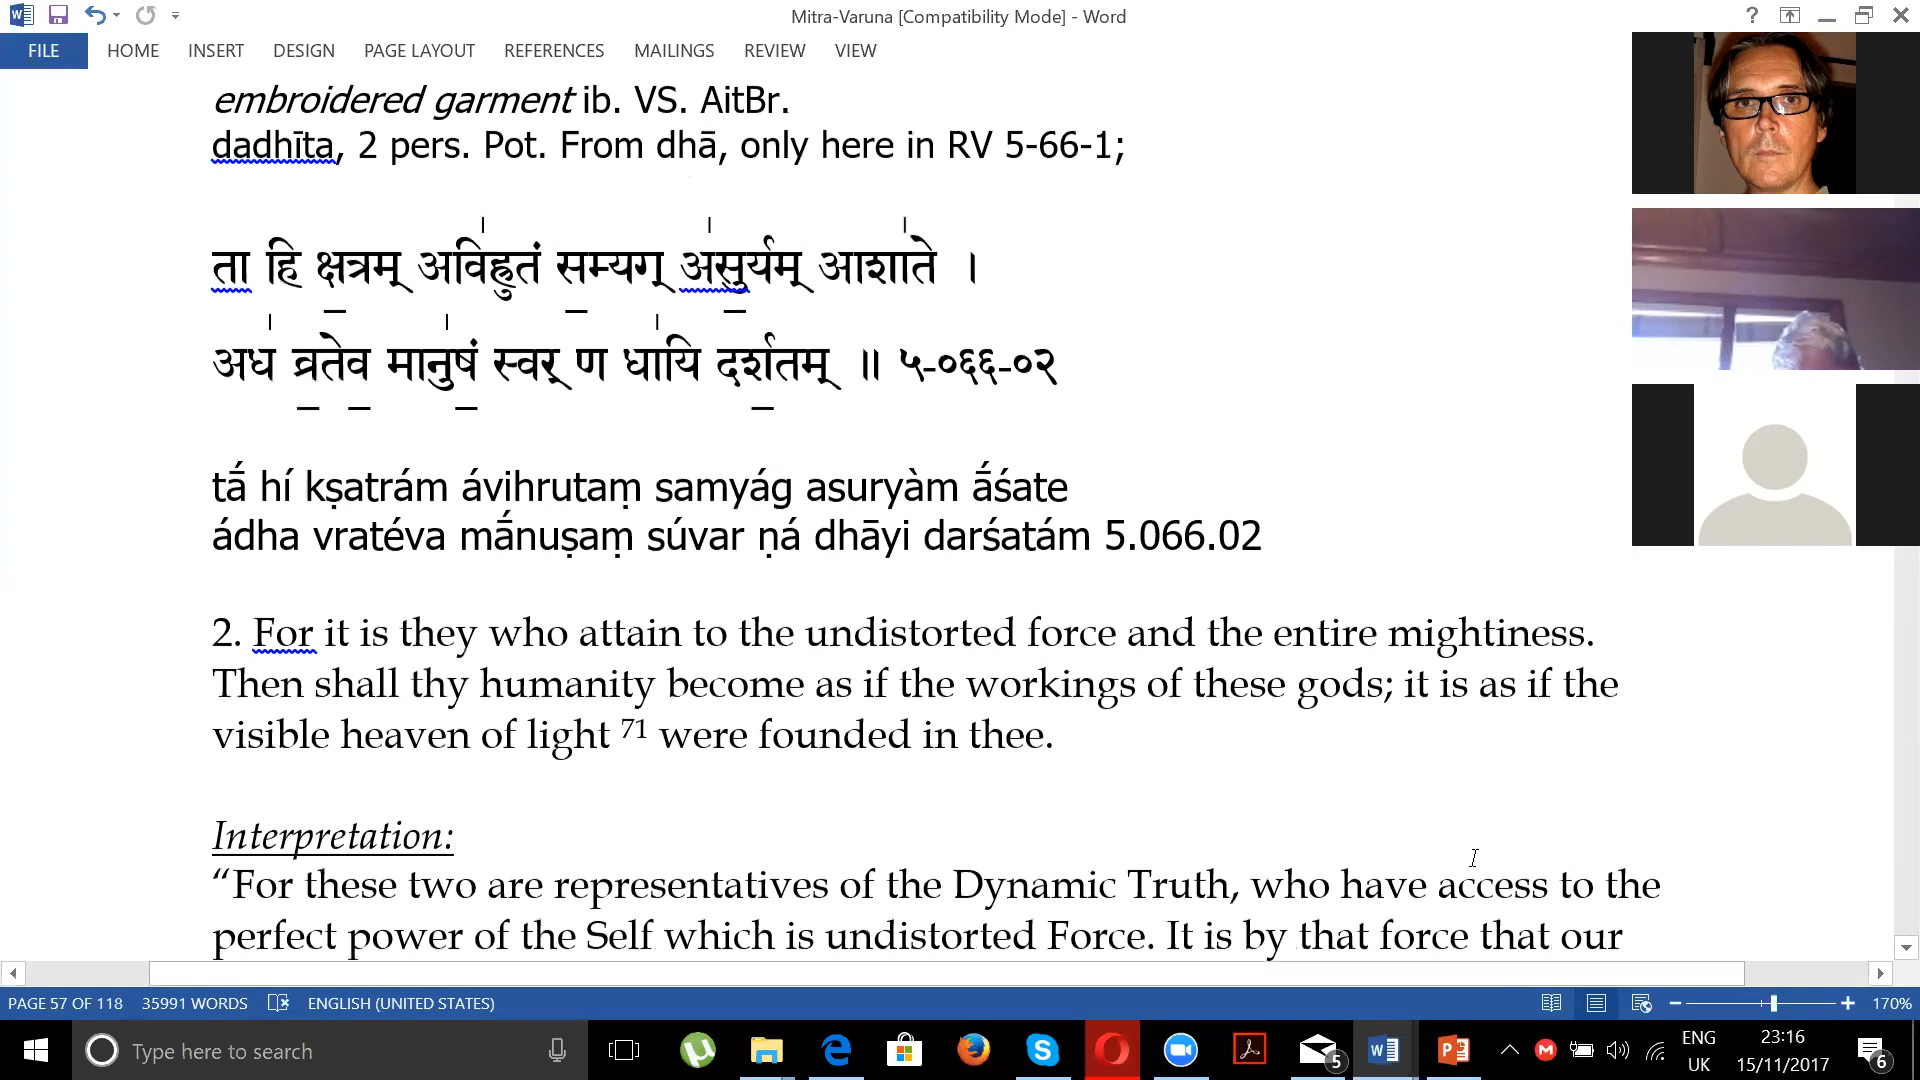 Mitra-Varuna [Compatibility Mode] - Word
FILE HOME INSERT DESIGN PAGE LAYOUT REFERENCES MAILINGS REVIEW VIEW
embroidered garment ib. VS. AitBr.
dadhīta, 2 pers. Pot. From dhā, only here in RV 5-66-1;
ता हि क्ष॒त्रम् अवि॑ह्रुतं स॒म्यग् अ॑सु॒र्यम् आशा॑ते ।
अध॑ व्र॒ते॒व मानु॑षं॒ स्वर् ण धा॑यि दर्श॒तम् ॥ ५-०६६-०२
tā́ hí kṣatrám ávihrutaṃ samyág asuryàm ā́śate
ádha vratéva mā́nuṣaṃ súvar ṇá dhāyi darśatám 5.066.02
2. For it is they who attain to the undistorted force and the entire mightiness.
Then shall thy humanity become as if the workings of these gods; it is as if the
visible heaven of light 71 were founded in thee.
Interpretation:
“For these two are representatives of the Dynamic Truth, who have access to the
perfect power of the Self which is undistorted Force. It is by that force that our
PAGE 57 OF 118 35991 WORDS ENGLISH (UNITED STATES) 170%
Type here to search
5
ENG
UK
23:16
15/11/2017
6